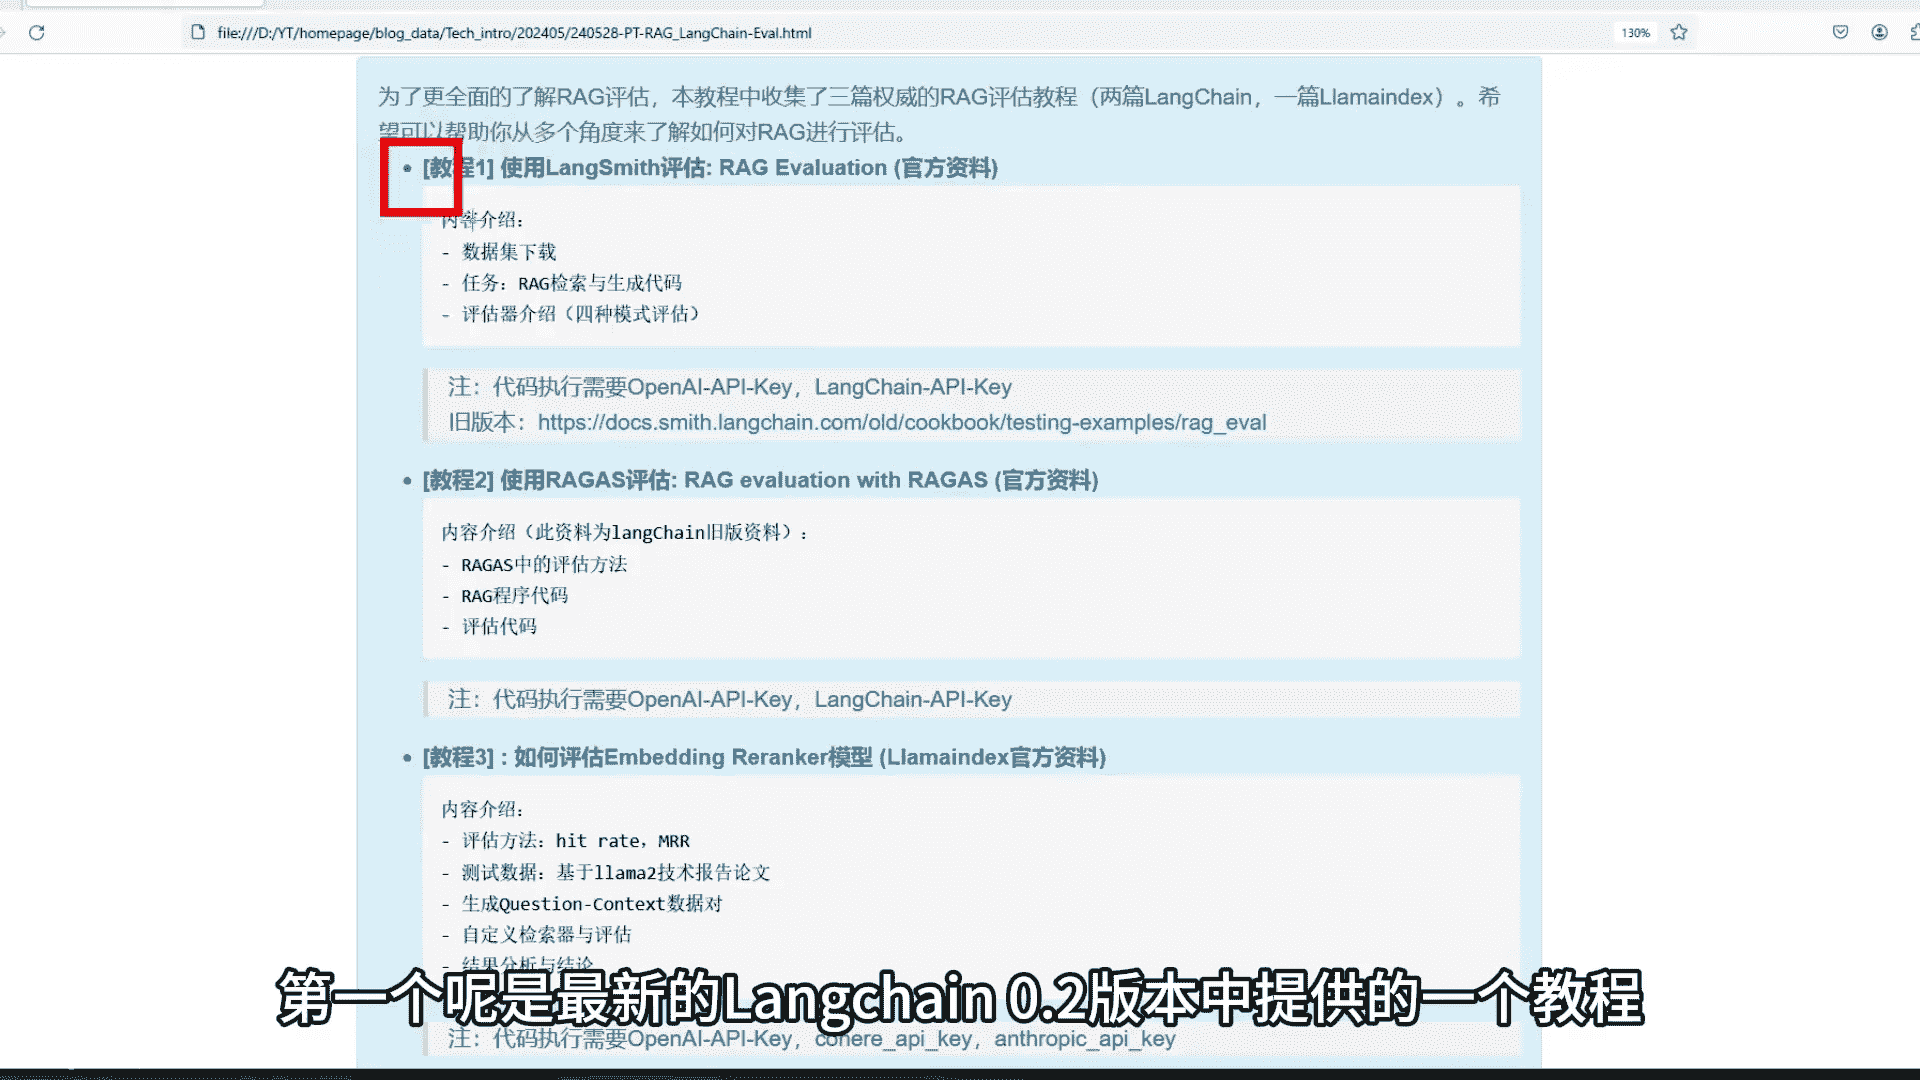 file:///D:/YT/homepage/blog_data/Tech_intro/202405/240528-PT-RAG_LangChain-Eval.html
130%
为了更全面的了解RAG评估，本教程中收集了三篇权威的RAG评估教程（两篇LangChain，一篇Llamaindex）。希
望可以帮助你从多个角度来了解如何对RAG进行评估。
• [教程1] 使用LangSmith评估: RAG Evaluation (官方资料)
内容介绍：
- 数据集下载
- 任务：RAG检索与生成代码
- 评估器介绍（四种模式评估）
注：代码执行需要OpenAI-API-Key，LangChain-API-Key
旧版本：https://docs.smith.langchain.com/old/cookbook/testing-examples/rag_eval
• [教程2] 使用RAGAS评估: RAG evaluation with RAGAS (官方资料)
内容介绍（此资料为langChain旧版资料）：
- RAGAS中的评估方法
- RAG程序代码
- 评估代码
注：代码执行需要OpenAI-API-Key，LangChain-API-Key
• [教程3] : 如何评估Embedding Reranker模型 (Llamaindex官方资料)
内容介绍：
- 评估方法：hit rate，MRR
- 测试数据：基于llama2技术报告论文
- 生成Question-Context数据对
- 自定义检索器与评估
- 结果分析与结论
第一个呢是最新的Langchain 0.2版本中提供的一个教程
注：代码执行需要OpenAI-API-Key，cohere_api_key，anthropic_api_key